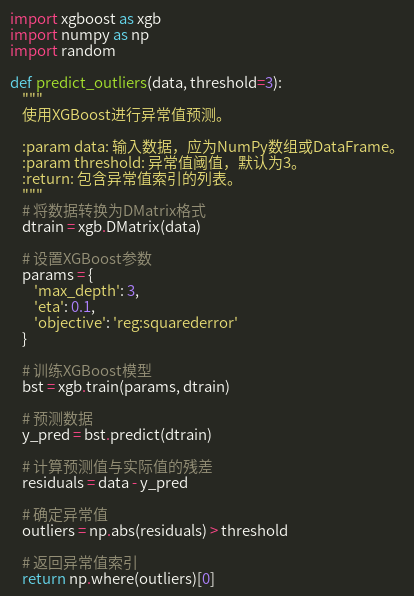 import xgboost as xgb
import numpy as np
import random

def predict_outliers(data, threshold=3):
    """
    使用XGBoost进行异常值预测。

    :param data: 输入数据，应为NumPy数组或DataFrame。
    :param threshold: 异常值阈值，默认为3。
    :return: 包含异常值索引的列表。
    """
    # 将数据转换为DMatrix格式
    dtrain = xgb.DMatrix(data)

    # 设置XGBoost参数
    params = {
        'max_depth': 3,
        'eta': 0.1,
        'objective': 'reg:squarederror'
    }

    # 训练XGBoost模型
    bst = xgb.train(params, dtrain)

    # 预测数据
    y_pred = bst.predict(dtrain)

    # 计算预测值与实际值的残差
    residuals = data - y_pred

    # 确定异常值
    outliers = np.abs(residuals) > threshold

    # 返回异常值索引
    return np.where(outliers)[0]